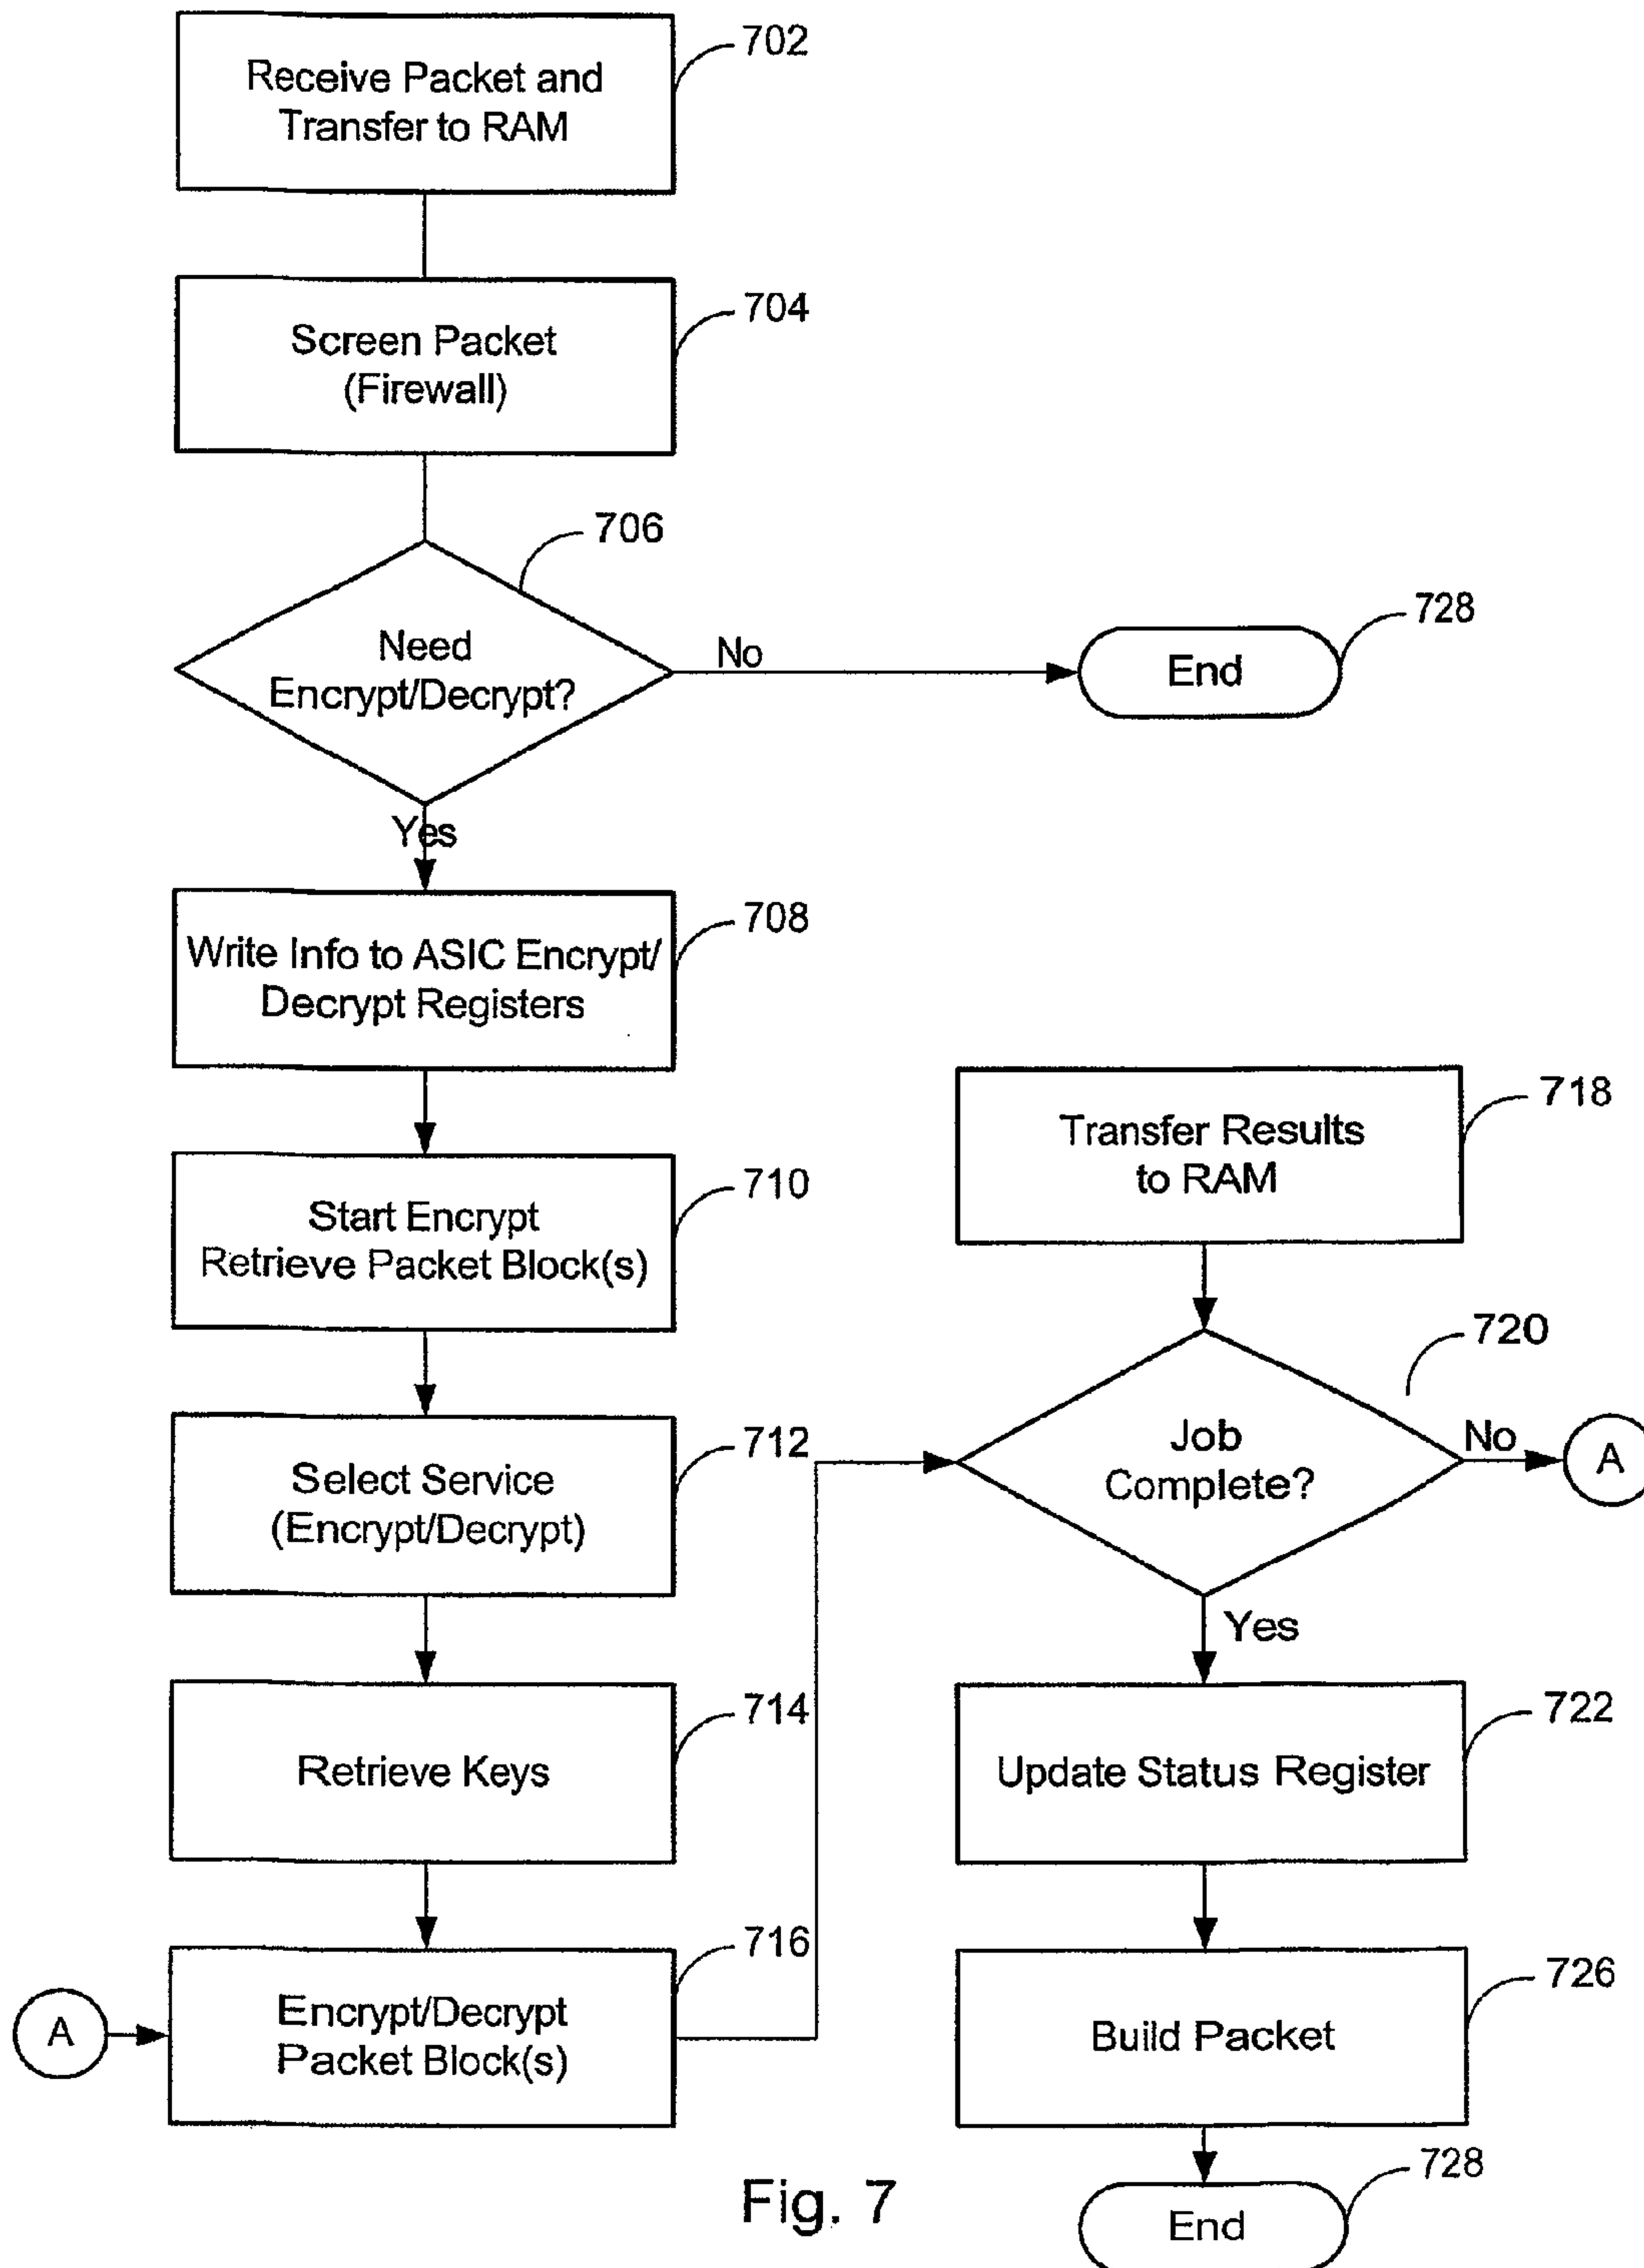 702
Receive Packet and
Transfer to RAM
704
Screen Packet
(Firewall)
706
Need
Encrypt/Decrypt?
No
728
End
Yes
708
Write Info to ASIC Encrypt/
Decrypt Registers
710
Start Encrypt
Retrieve Packet Block(s)
712
Select Service
(Encrypt/Decrypt)
714
Retrieve Keys
716
A
Encrypt/Decrypt
Packet Block(s)
718
Transfer Results
to RAM
720
Job
Complete?
No
A
Yes
722
Update Status Register
726
Build Packet
728
End
Fig. 7